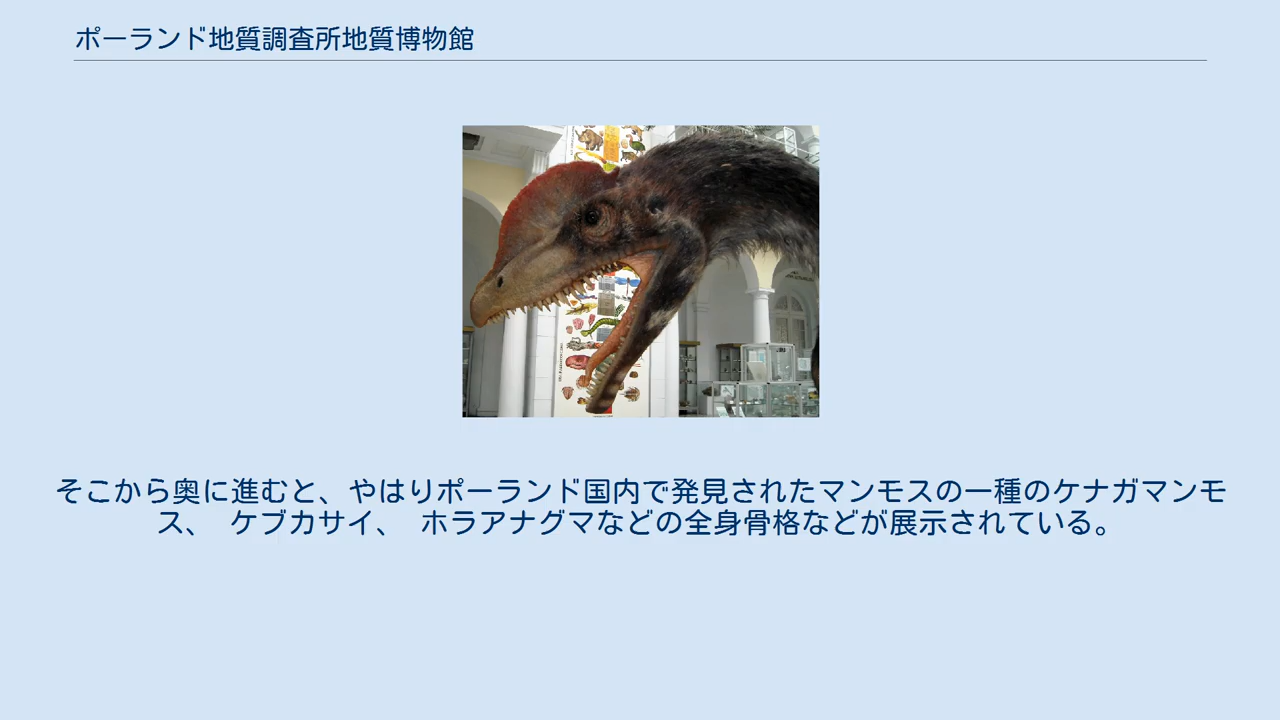 ポーランド地質調査所地質博物館
そこから奥に進むと、やはりポーランド国内で発見されたマンモスの一種のケナガマンモ
ス、 ケブカサイ、 ホラアナグマなどの全身骨格などが展示されている。